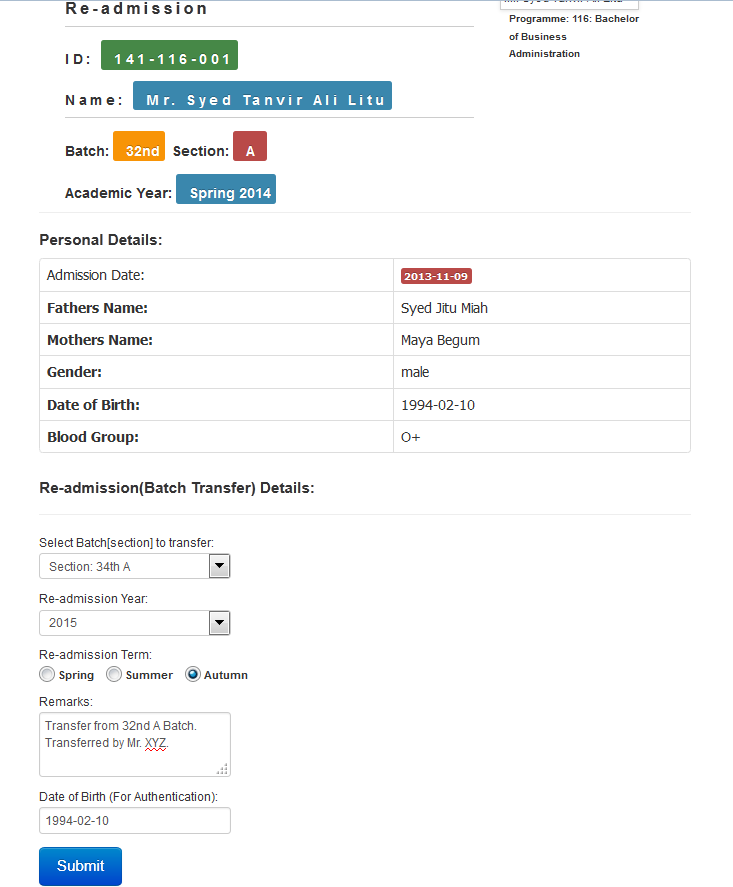 Re-admission
Programme: 116: Bachelor
of Business
Administration
ID: 141-116-001
Name: Mr. Syed Tanvir Ali Litu
Batch: 32nd Section: A
Academic Year: Spring 2014
Personal Details:
Admission Date: 2013-11-09
Fathers Name: Syed Jitu Miah
Mothers Name: Maya Begum
Gender: male
Date of Birth: 1994-02-10
Blood Group: O+
Re-admission(Batch Transfer) Details:
Select Batch[section] to transfer:
Section: 34th A
Re-admission Year:
2015
Re-admission Term:
Spring Summer Autumn
Remarks:
Transfer from 32nd A Batch.
Transferred by Mr. XYZ.
Date of Birth (For Authentication):
1994-02-10
Submit